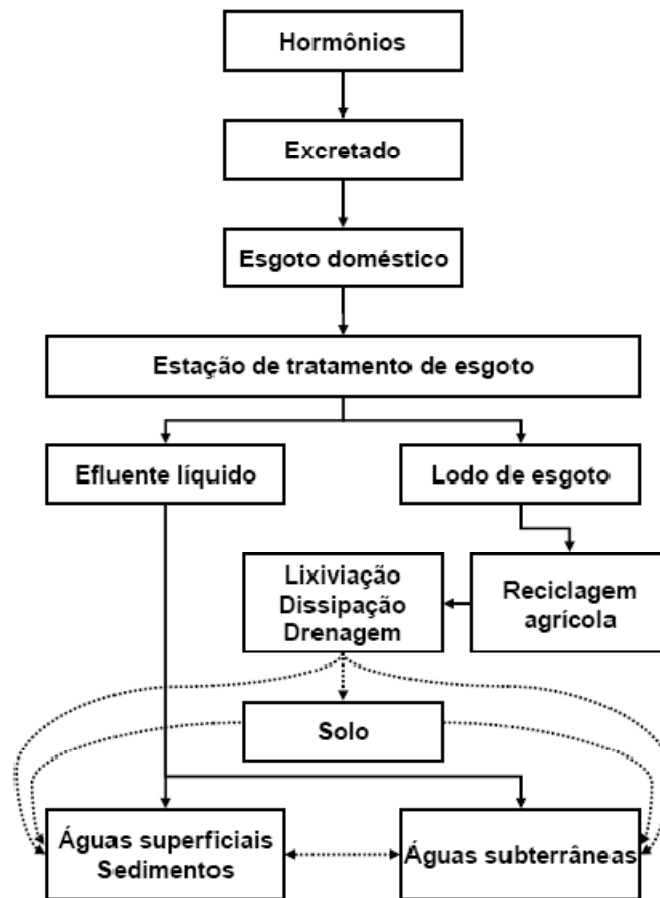 Hormônios
Excretado
Esgoto doméstico
Estação de tratamento de esgoto
Efluente líquido
Lodo de esgoto
Lixiviação
Dissipação
Drenagem
Reciclagem
agrícola
Solo
Águas superficiais
Sedimentos
Águas subterrâneas